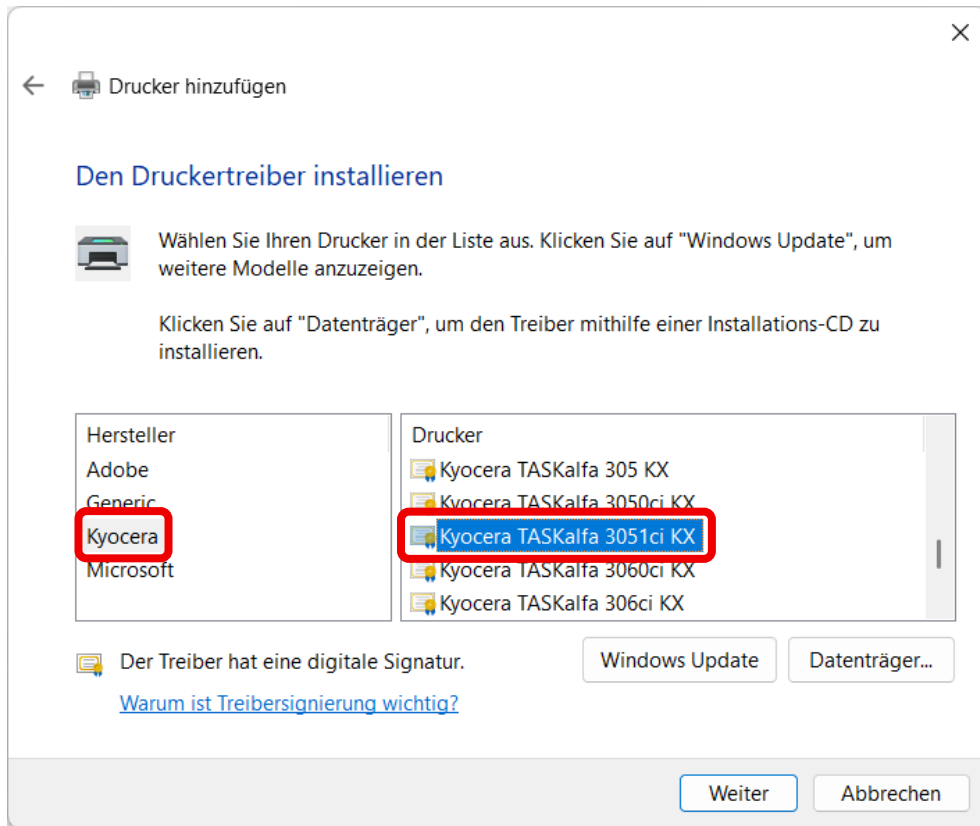 Drucker hinzufügen
Den Druckertreiber installieren
Wählen Sie Ihren Drucker in der Liste aus. Klicken Sie auf "Windows Update", um
weitere Modelle anzuzeigen.
Klicken Sie auf "Datenträger", um den Treiber mithilfe einer Installations-CD zu
installieren.
Hersteller
Adobe
Generic
Kyocera
Microsoft
Drucker
Kyocera TASKalfa 305 KX
Kyocera TASKalfa 3050ci KX
Kyocera TASKalfa 3051ci KX
Kyocera TASKalfa 3060ci KX
Kyocera TASKalfa 306ci KX
Der Treiber hat eine digitale Signatur.
Warum ist Treibersignierung wichtig?
Windows Update
Datenträger...
Weiter
Abbrechen